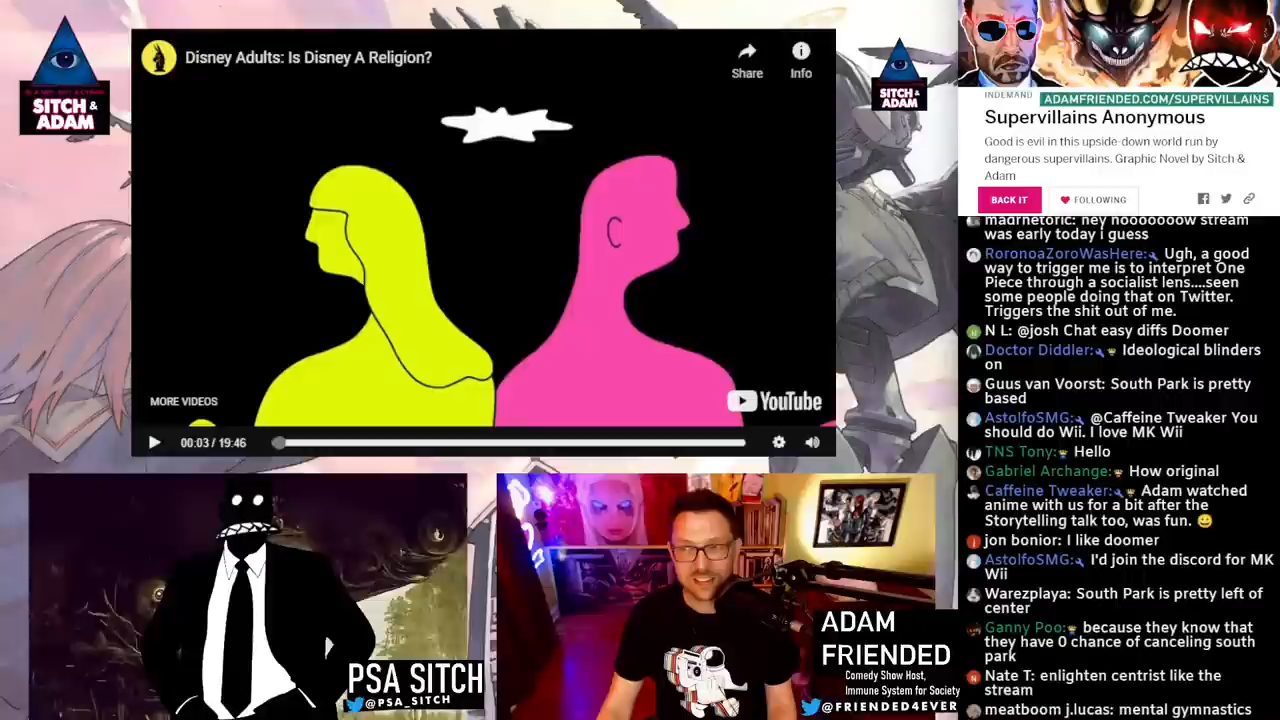 Disney Adults: Is Disney A Religion?
Share
Info
MORE VIDEOS
YouTube
00:03 / 19:46
SITCH &
ADAM
SITCH &
ADAM
INDEMAND
ADAMFRIENDED.COM/SUPERVILLAINS
Supervillains Anonymous
Good is evil in this upside-down world run by
dangerous supervillains. Graphic Novel by Sitch &
Adam
BACK IT
FOLLOWING
madrhetoric: hey nooooooow stream
was early today i guess
RoronoaZoroWasHere: Ugh, a good
way to trigger me is to interpret One
Piece through a socialist lens....seen
some people doing that on Twitter.
Triggers the shit out of me.
N L: @josh Chat easy diffs Doomer
Doctor Diddler: Ideological blinders
on
Guus van Voorst: South Park is pretty
based
AstolfoSMG: @Caffeine Tweaker You
should do Wii. I love MK Wii
TNS Tony: Hello
Gabriel Archange: How original
Caffeine Tweaker: Adam watched
anime with us for a bit after the
Storytelling talk too, was fun. 😀
jon bonior: I like doomer
AstolfoSMG: I'd join the discord for MK
Wii
Warezplaya: South Park is pretty left of
center
Ganny Poo: because they know that
they have 0 chance of canceling south
park
Nate T: enlighten centrist like the
stream
meatboom j.lucas: mental gymnastics
PSA SITCH
@PSA_SITCH
ADAM
FRIENDED
Comedy Show Host,
Immune System for Society
@FRIENDED4EVER